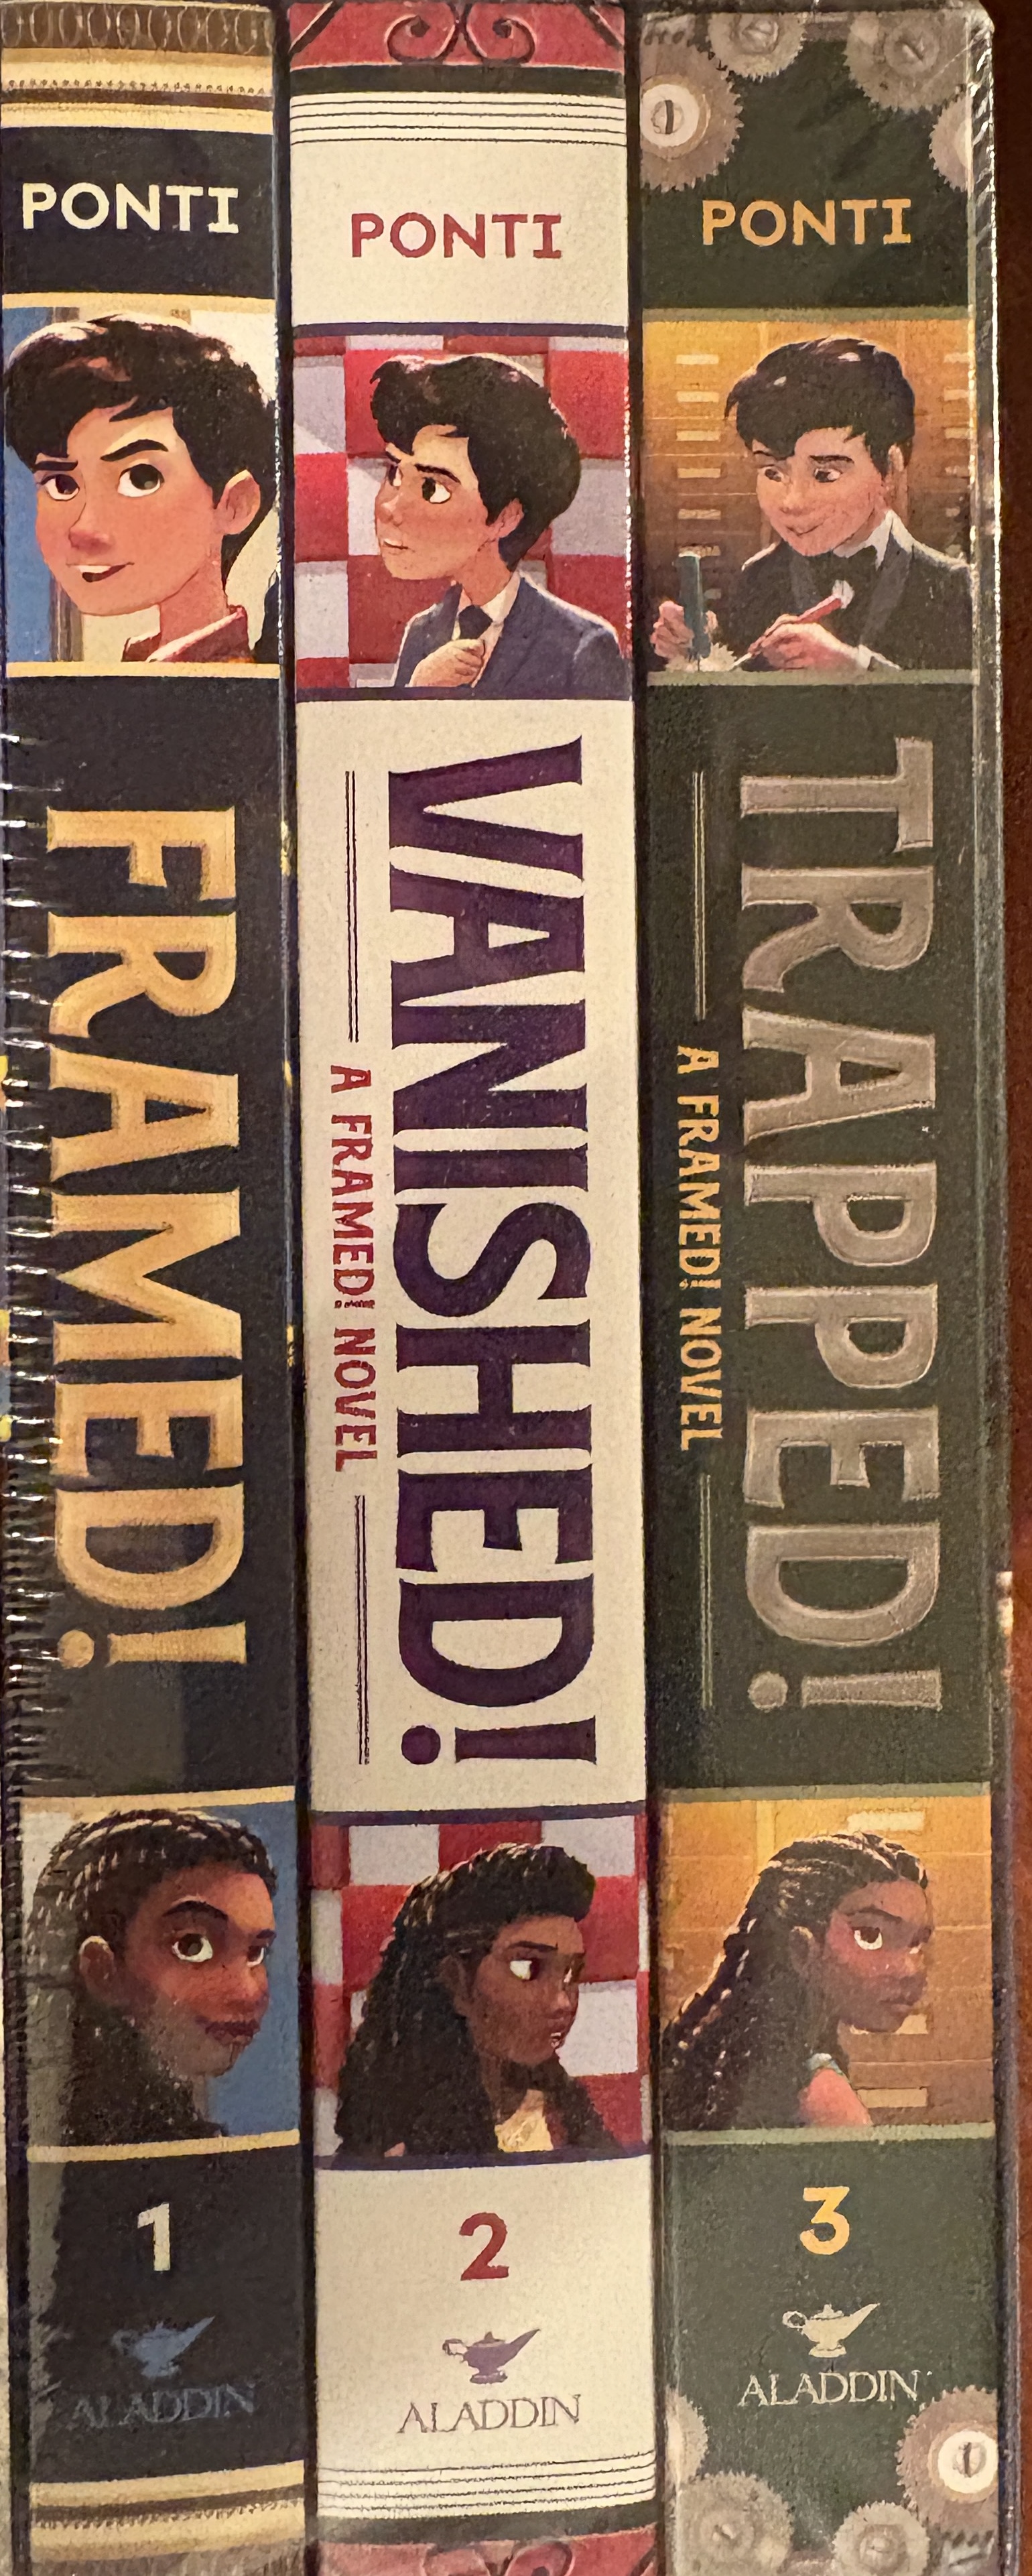 PONTI
FRAMED!
1
ALADDIN
PONTI
VANISHED!
A FRAMED! NOVEL
2
ALADDIN
PONTI
TRAPPED!
A FRAMED! NOVEL
3
ALADDIN